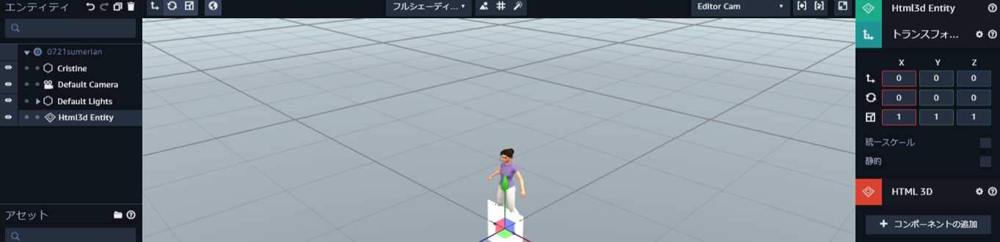 エンティティ
フルシェーディ...
Editor Cam
Html3d Entity
トランスフォ...
0721sumerian
Cristine
Default Camera
Default Lights
Html3d Entity
X Y Z
0 0 0
0 0 0
1 1 1
統一スケール
静的
HTML 3D
アセット
+ コンポーネントの追加